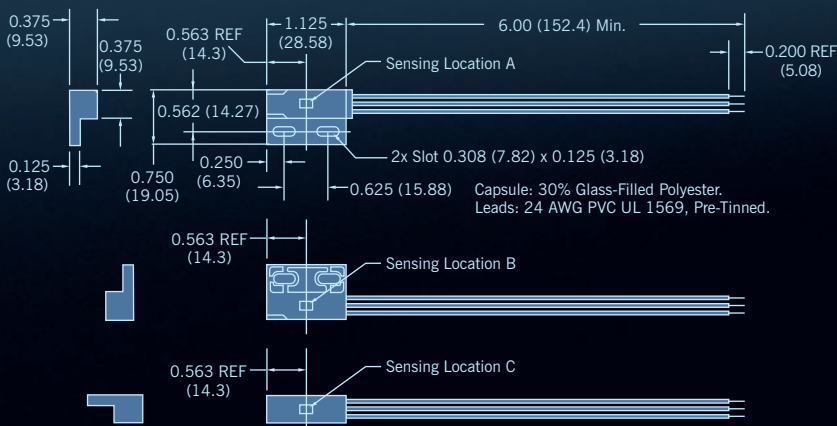 0.375
(9.53)
0.375
(9.53)
0.563 REF
(14.3)
1.125
(28.58)
6.00 (152.4) Min.
0.200 REF
(5.08)
Sensing Location A
0.562 (14.27)
2x Slot 0.308 (7.82) x 0.125 (3.18)
0.125
(3.18)
0.750
(19.05)
0.250
(6.35)
0.625 (15.88)
Capsule: 30% Glass-Filled Polyester.
Leads: 24 AWG PVC UL 1569, Pre-Tinned.
0.563 REF
(14.3)
Sensing Location B
0.563 REF
(14.3)
Sensing Location C